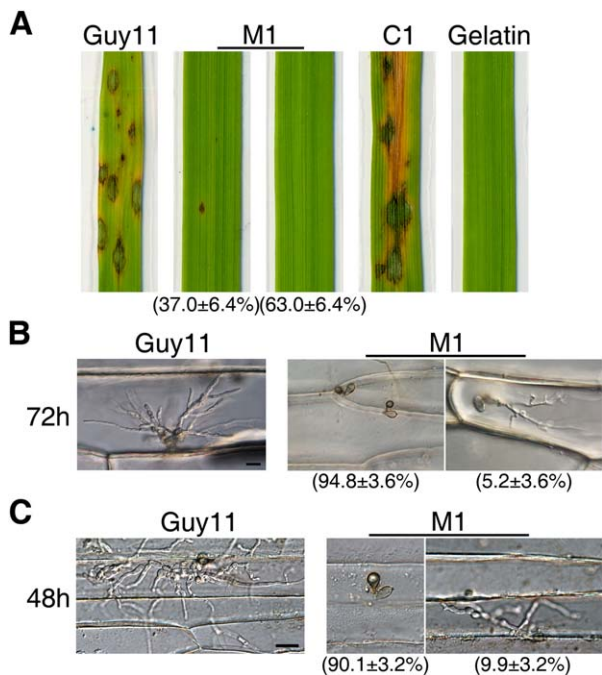 A
Guy11 M1 C1 Gelatin
(37.0±6.4%)(63.0±6.4%)
B
Guy11 M1
72h
(94.8±3.6%) (5.2±3.6%)
C
Guy11 M1
48h
(90.1±3.2%) (9.9±3.2%)